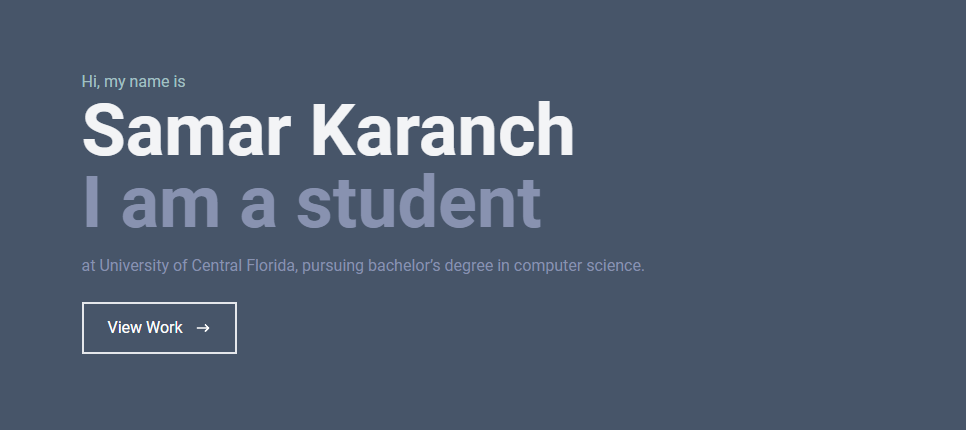 Hi, my name is
Samar Karanch
I am a student
at University of Central Florida, pursuing bachelor’s degree in computer science.
View Work →